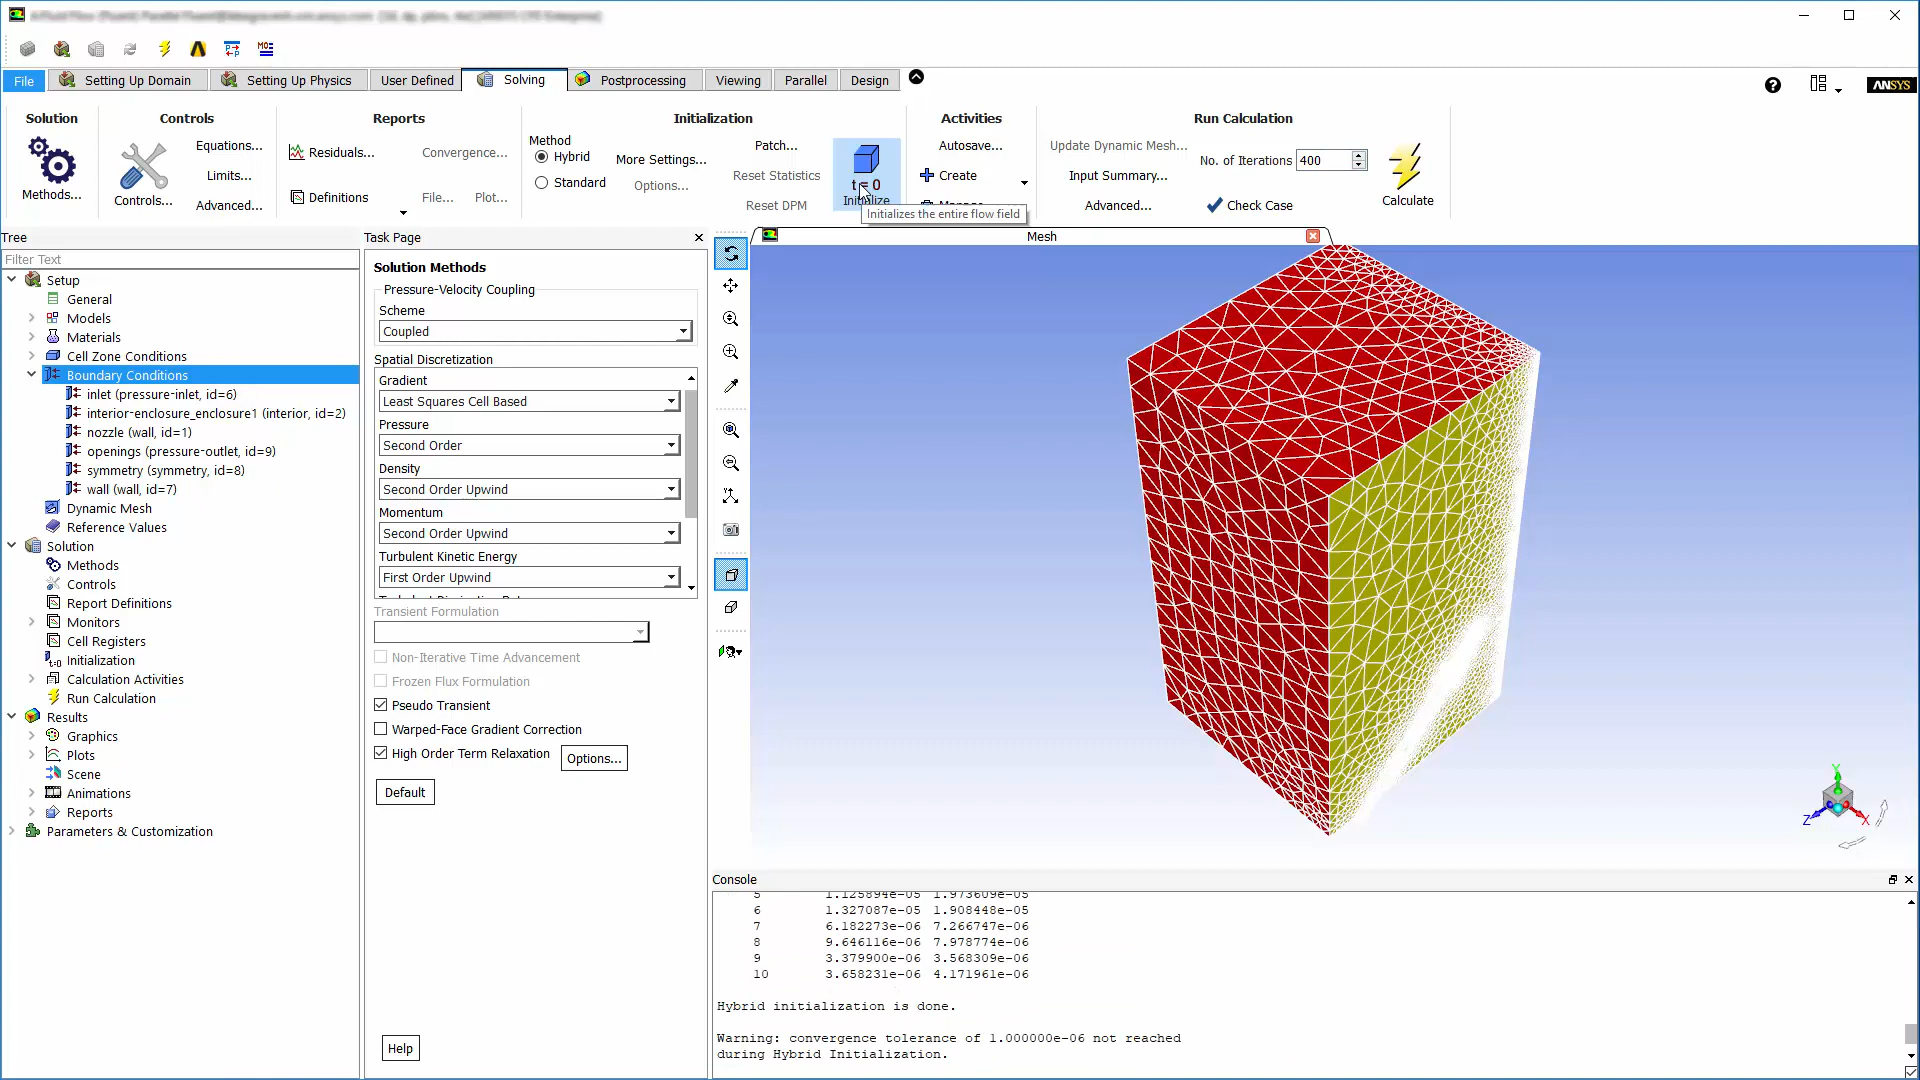 File
Setting Up Domain
Setting Up Physics
User Defined
Solving
Postprocessing
Viewing
Parallel
Design
ANSYS
Solution
Methods...
Controls
Controls...
Equations...
Limits...
Advanced...
Reports
Residuals...
Definitions
Convergence...
File...
Plot...
Initialization
Method
Hybrid
Standard
More Settings...
Options...
Patch...
Reset Statistics
Reset DPM
t=0
Initialize
Initializes the entire flow field
Activities
Autosave...
Create
Run Calculation
Update Dynamic Mesh...
Input Summary...
Advanced...
No. of Iterations 400
Check Case
Calculate
Tree
Filter Text
Setup
General
Models
Materials
Cell Zone Conditions
Boundary Conditions
inlet (pressure-inlet, id=6)
interior-enclosure_enclosure1 (interior, id=2)
nozzle (wall, id=1)
openings (pressure-outlet, id=9)
symmetry (symmetry, id=8)
wall (wall, id=7)
Dynamic Mesh
Reference Values
Solution
Methods
Controls
Report Definitions
Monitors
Cell Registers
Initialization
Calculation Activities
Run Calculation
Results
Graphics
Plots
Scene
Animations
Reports
Parameters & Customization
Task Page
Solution Methods
Pressure-Velocity Coupling
Scheme
Coupled
Spatial Discretization
Gradient
Least Squares Cell Based
Pressure
Second Order
Density
Second Order Upwind
Momentum
Second Order Upwind
Turbulent Kinetic Energy
First Order Upwind
Transient Formulation
Non-Iterative Time Advancement
Frozen Flux Formulation
Pseudo Transient
Warped-Face Gradient Correction
High Order Term Relaxation
Options...
Default
Help
Mesh
Y
Z
X
Console
5 1.125894e-05 1.973609e-05
6 1.327087e-05 1.908448e-05
7 6.182273e-06 7.266747e-06
8 9.646116e-06 7.978774e-06
9 3.379900e-06 3.568309e-06
10 3.658231e-06 4.171961e-06
Hybrid initialization is done.
Warning: convergence tolerance of 1.000000e-06 not reached
during Hybrid Initialization.